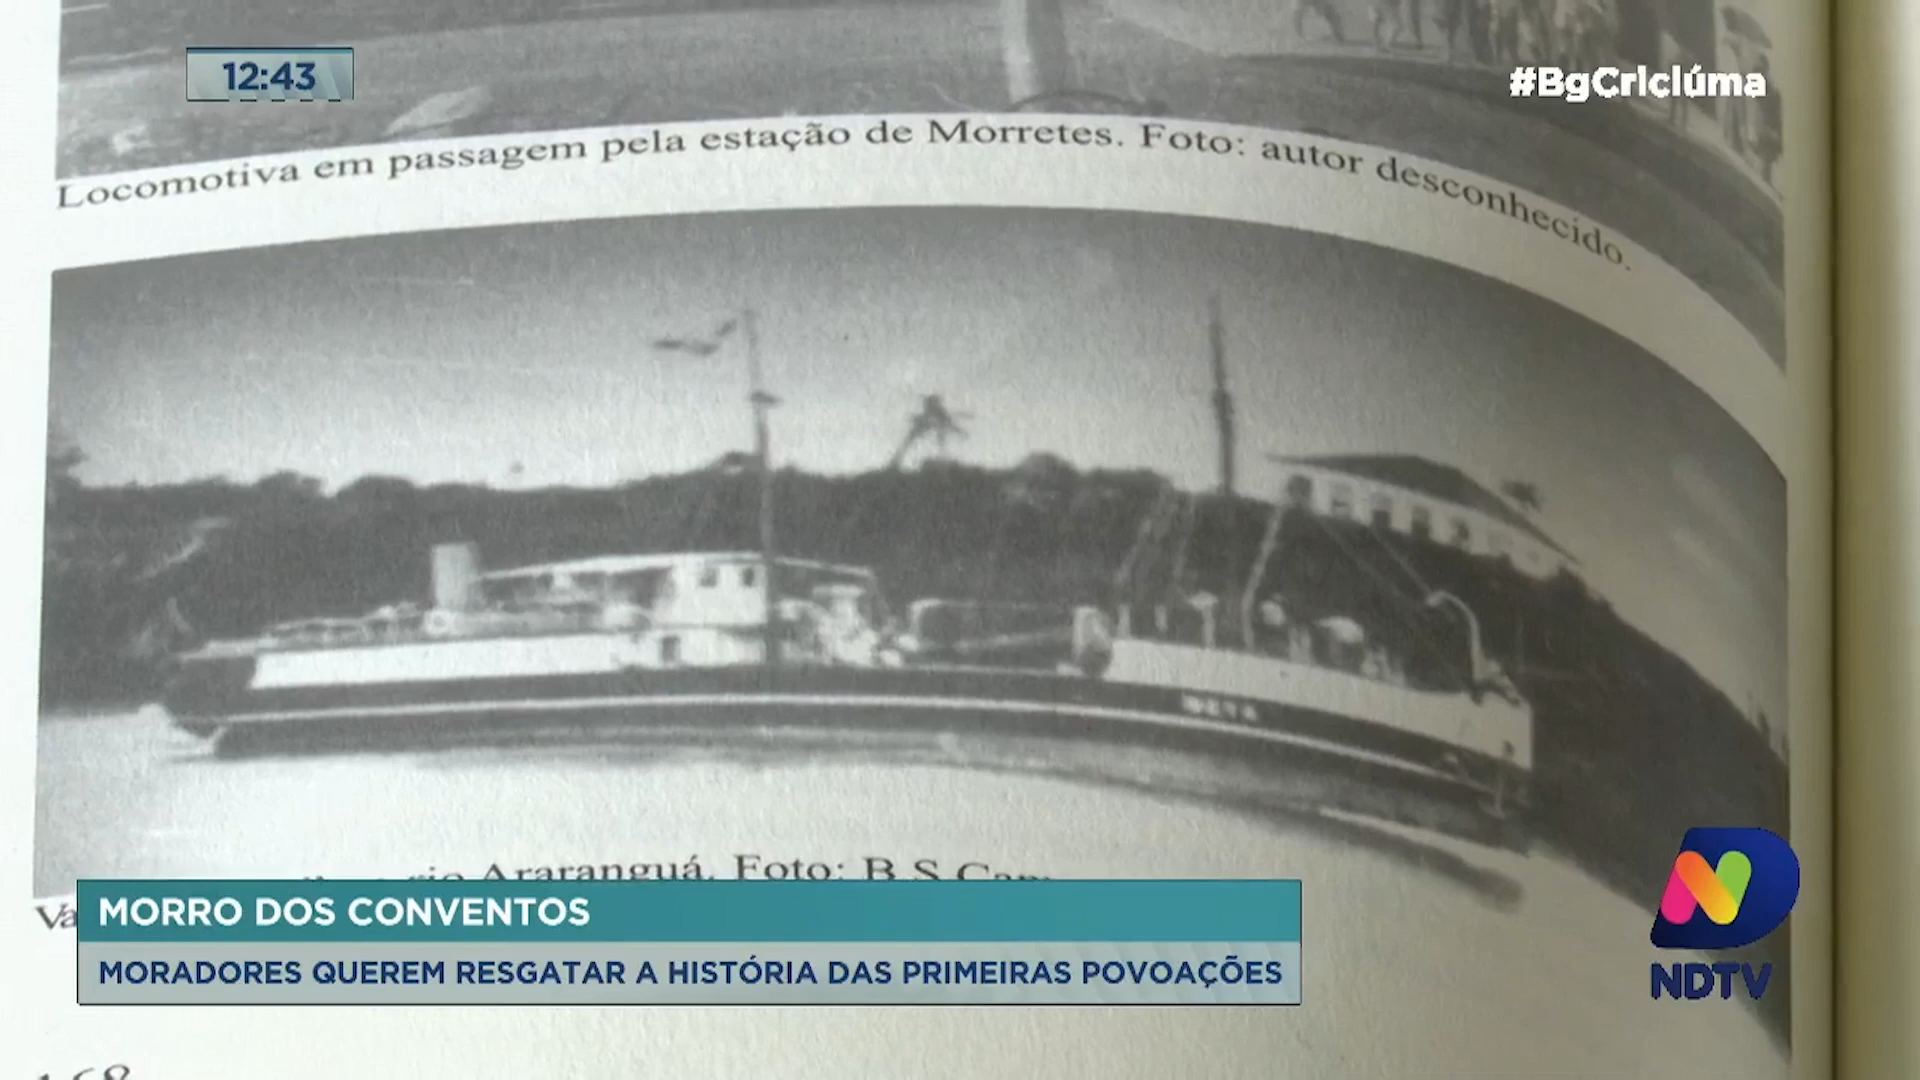 12:43
#BgCriciúma
Locomotiva em passagem pela estação de Morretes. Foto: autor desconhecido.
rio Araranguá. Foto: B.S.
MORRO DOS CONVENTOS
MORADORES QUEREM RESGATAR A HISTÓRIA DAS PRIMEIRAS POVOAÇÕES
NDTV